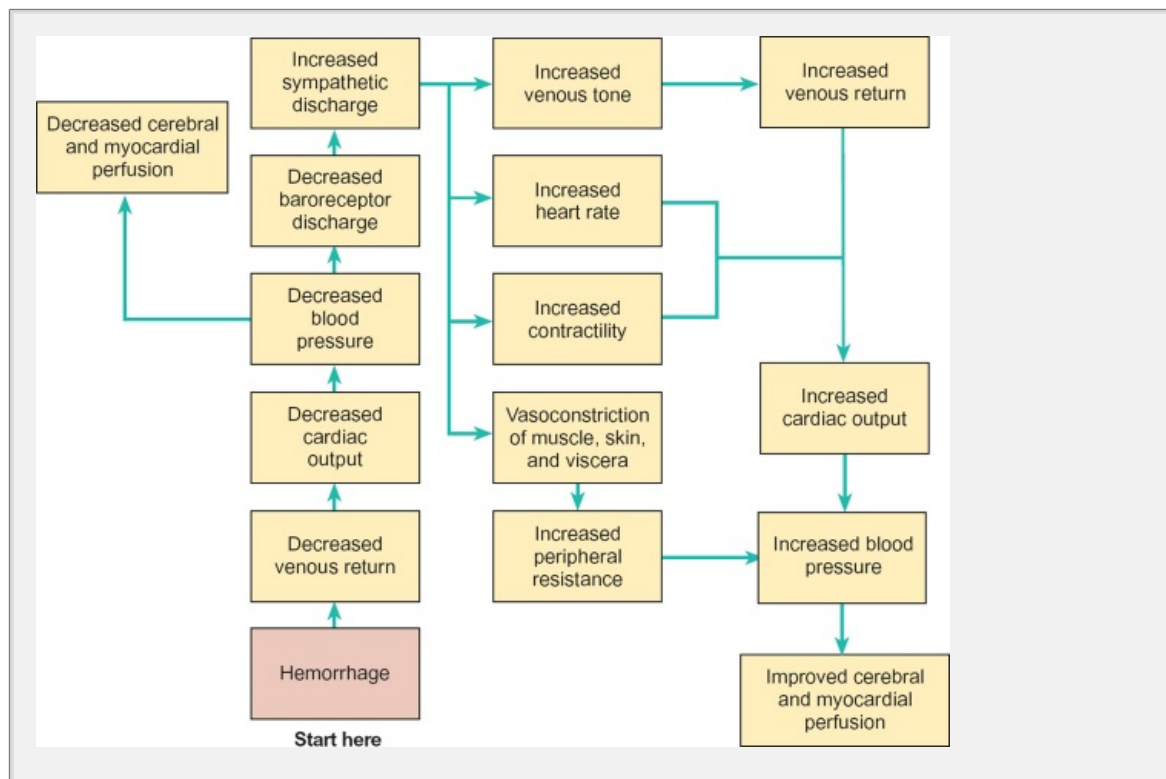 Increased
sympathetic
discharge
Increased
venous tone
Increased
venous return
Decreased cerebral
and myocardial
perfusion
Decreased
baroreceptor
discharge
Increased
heart rate
Decreased
blood
pressure
Increased
contractility
Decreased
cardiac
output
Vasoconstriction
of muscle, skin,
and viscera
Increased
cardiac output
Decreased
venous return
Increased
peripheral
resistance
Increased blood
pressure
Hemorrhage
Improved cerebral
and myocardial
perfusion
Start here